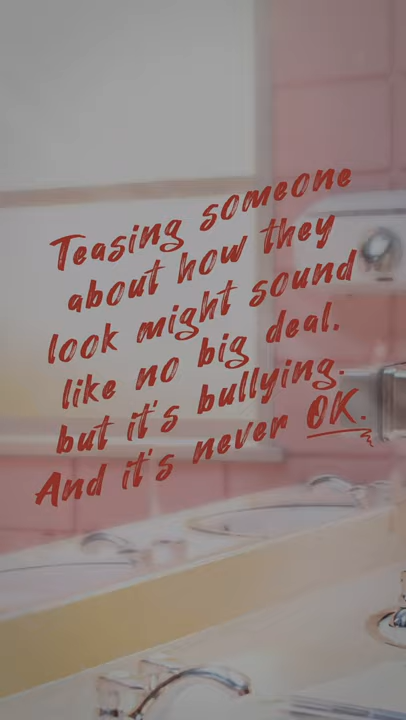 Teasing someone
about how they
look might sound
like no big deal.
but it's bullying.
And it's never OK.